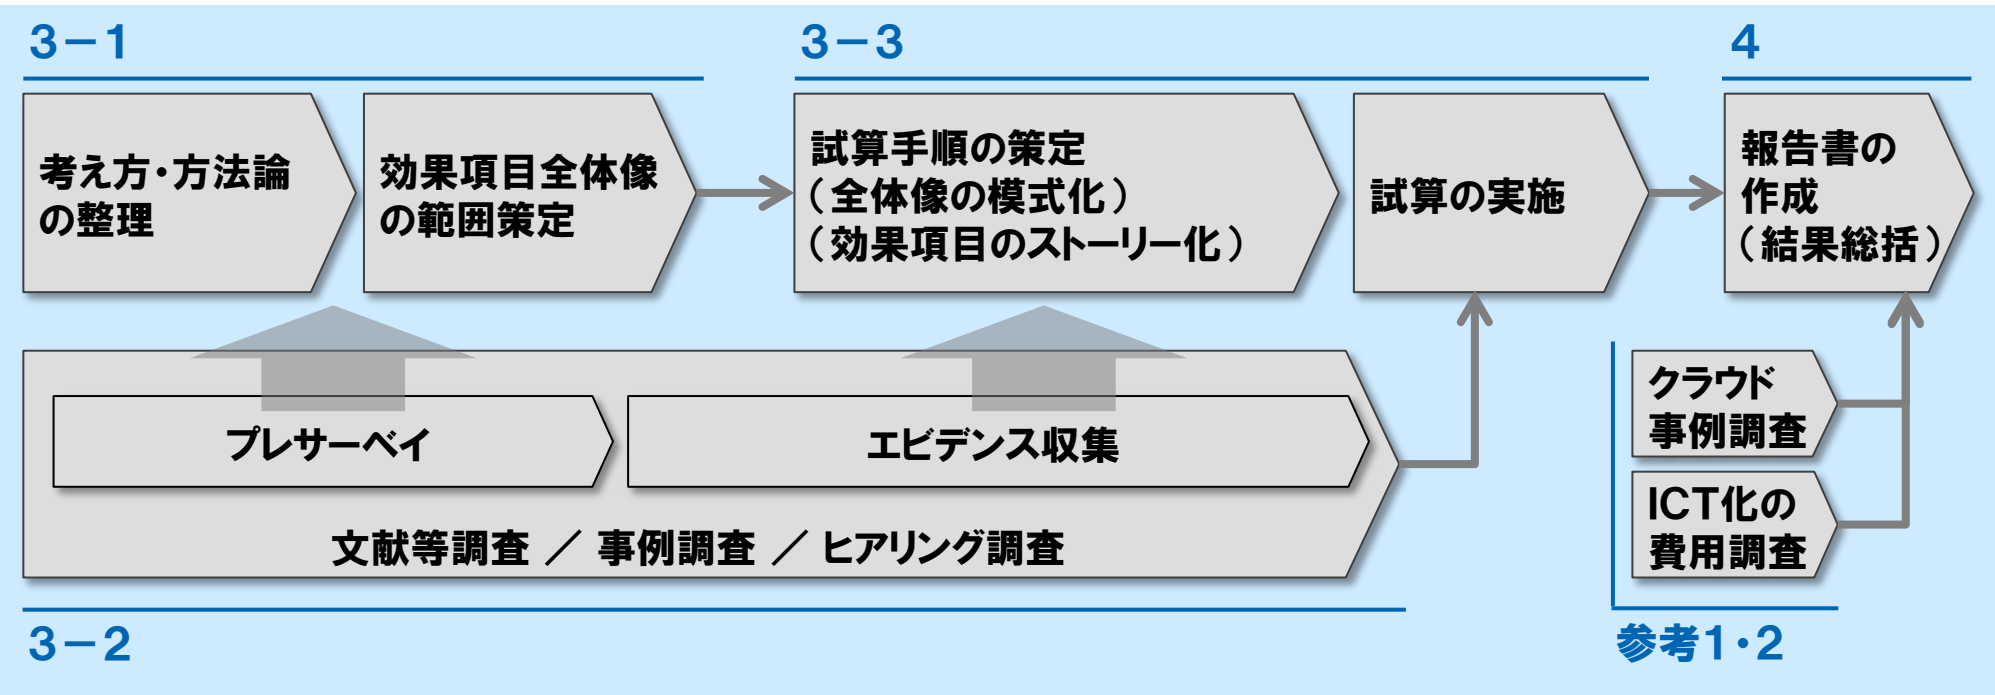 3－1
考え方・方法論
の整理
効果項目全体像
の範囲策定
3－3
試算手順の策定
（全体像の模式化）
（効果項目のストーリー化）
試算の実施
4
報告書の
作成
（結果総括）
プレサーベイ
エビデンス収集
文献等調査 ／ 事例調査 ／ ヒアリング調査
3－2
クラウド
事例調査
ICT化の
費用調査
参考1・2